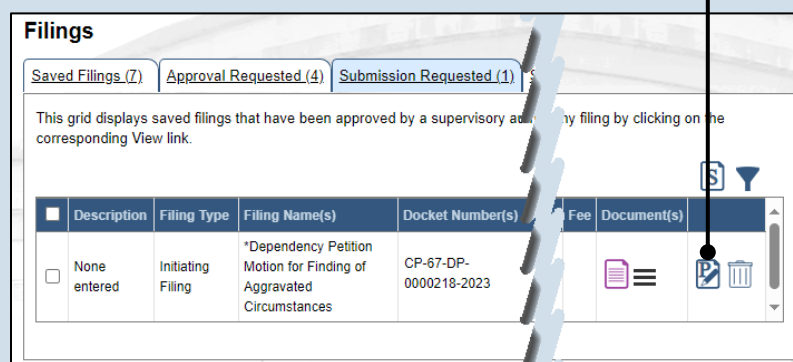 Filings
Saved Filings (7) Approval Requested (4) Submission Requested (1) S
This grid displays saved filings that have been approved by a supervisory ny filing by clicking on the
corresponding View link.
S
Description Filing Type Filing Name(s) Docket Number(s) Fee Document(s)
None entered Initiating Filing *Dependency Petition
Motion for Finding of
Aggravated
Circumstances CP-67-DP-
0000218-2023 P